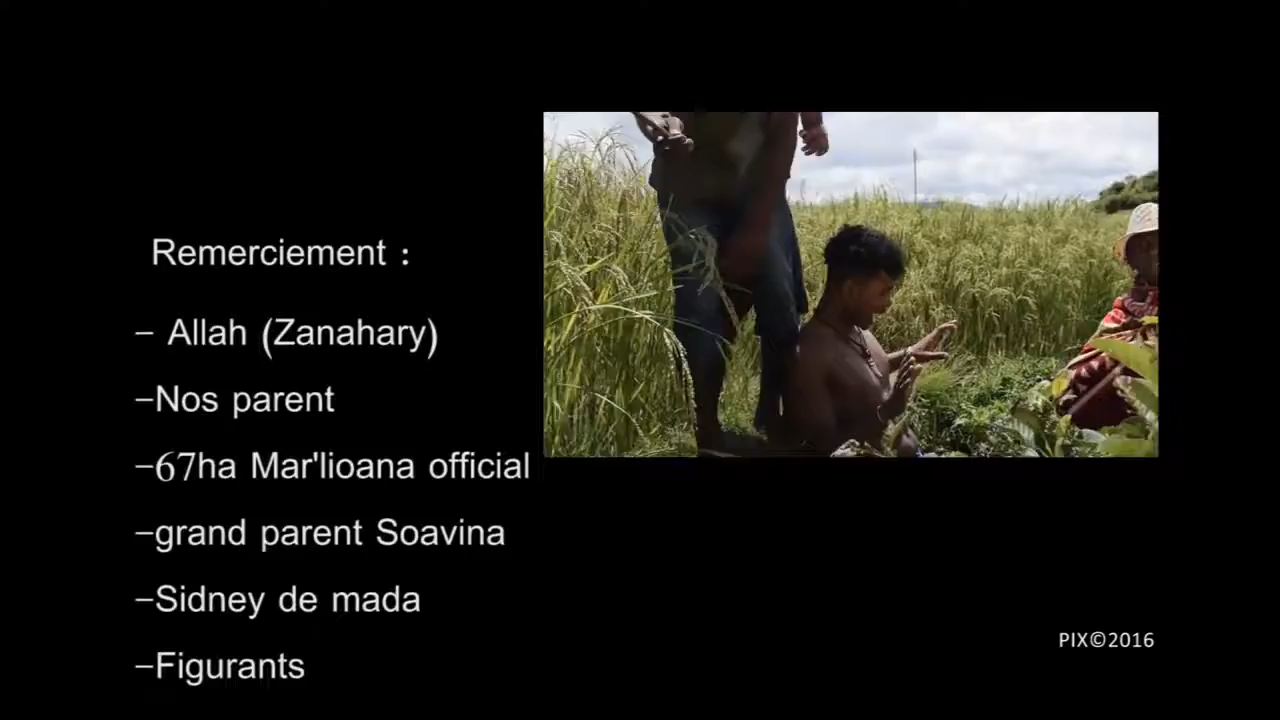 Remerciement :
- Allah (Zanahary)
-Nos parent
-67ha Mar'lioana official
-grand parent Soavina
-Sidney de mada
-Figurants
PIX©2016